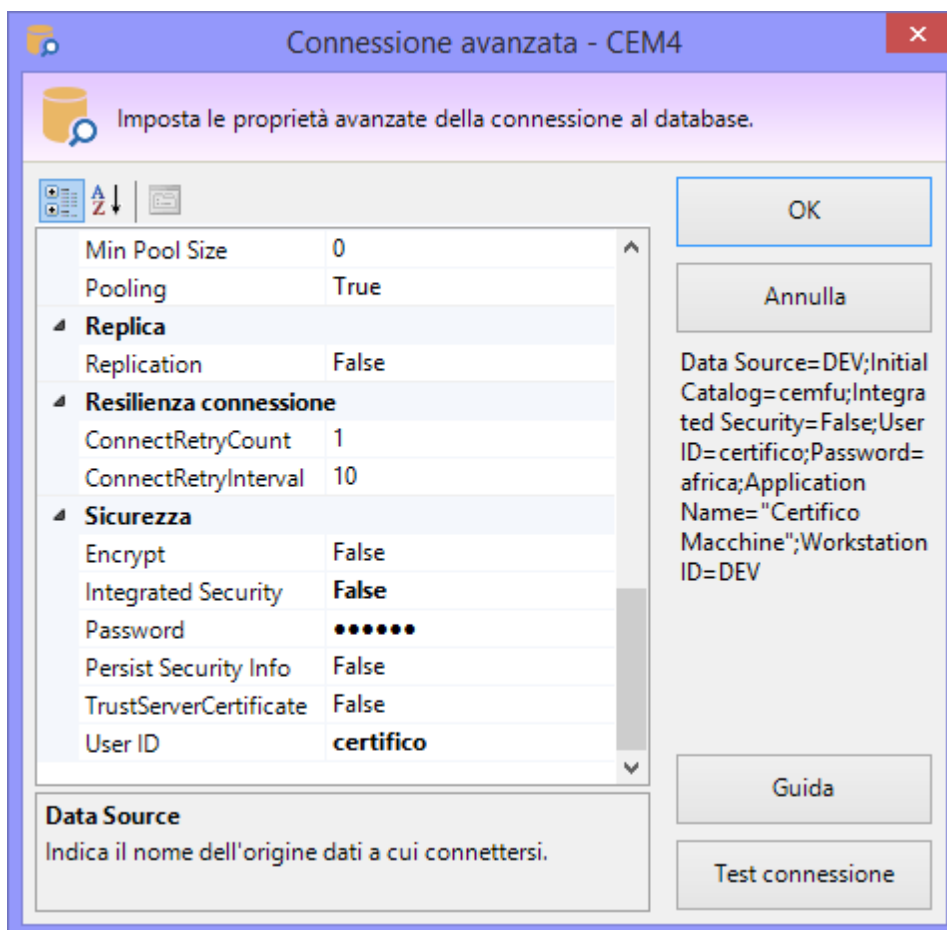 Connessione avanzata - CEM4
Imposta le proprietà avanzate della connessione al database.
Min Pool Size 0
Pooling True
Replica
Replication False
Resilienza connessione
ConnectRetryCount 1
ConnectRetryInterval 10
Sicurezza
Encrypt False
Integrated Security False
Password ●●●●●●
Persist Security Info False
TrustServerCertificate False
User ID certifico
Data Source
Indica il nome dell'origine dati a cui connettersi.
OK
Annulla
Data Source=DEV;Initial
Catalog=cemfu;Integra
ted Security=False;User
ID=certifico;Password=
africa;Application
Name="Certifico
Macchine";Workstation
ID=DEV
Guida
Test connessione